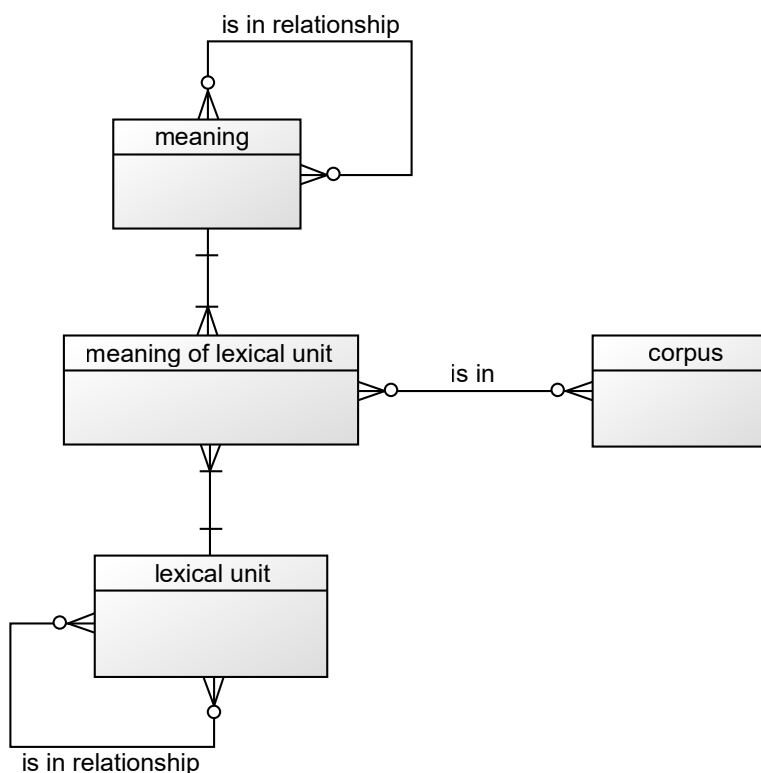 is in relationship
meaning
meaning of lexical unit
is in
corpus
lexical unit
is in relationship